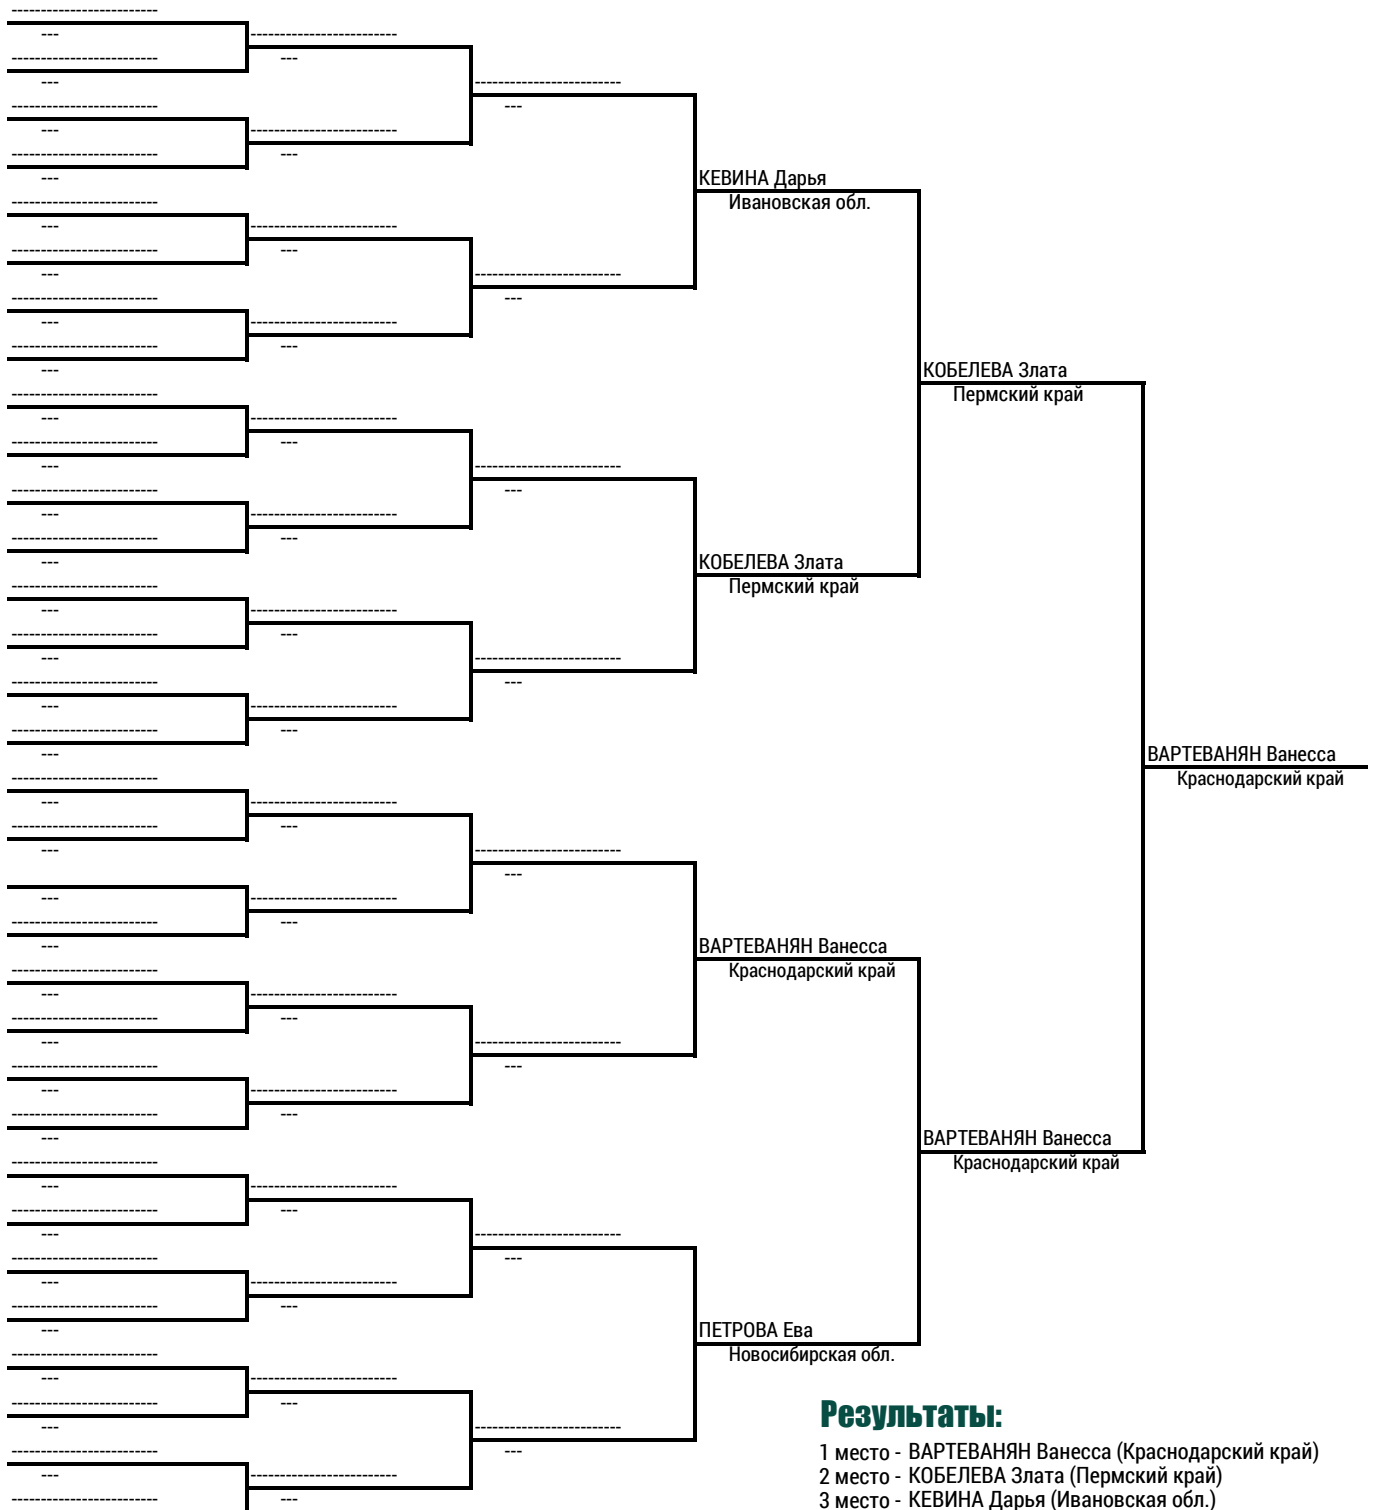 -------------------------
---
-------------------------
---
-------------------------
---
-------------------------
---
-------------------------
---
-------------------------
---
-------------------------
---
-------------------------
---
-------------------------
---
-------------------------
---
-------------------------
---
-------------------------
---
-------------------------
---
-------------------------
---
-------------------------
---
-------------------------
---
КЕВИНА Дарья
Ивановская обл.
КОБЕЛЕВА Злата
Пермский край
КОБЕЛЕВА Злата
Пермский край
ВАРТЕВАНЯН Ванесса
Краснодарский край
ВАРТЕВАНЯН Ванесса
Краснодарский край
ВАРТЕВАНЯН Ванесса
Краснодарский край
ПЕТРОВА Ева
Новосибирская обл.
Результаты:
1 место - ВАРТЕВАНЯН Ванесса (Краснодарский край)
2 место - КОБЕЛЕВА Злата (Пермский край)
3 место - КЕВИНА Дарья (Ивановская обл.)